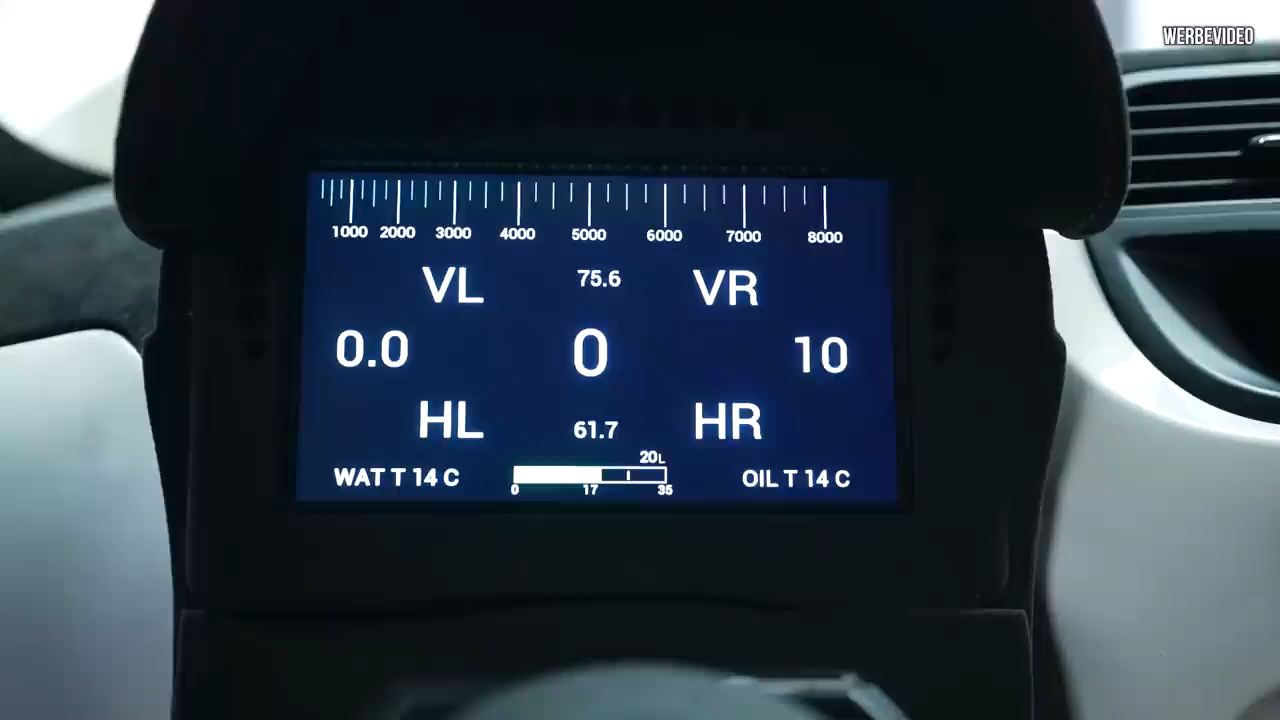 WERBEVIDEO
1000 2000 3000 4000 5000 6000 7000 8000
VL 75.6 VR
0.0 0 10
HL 61.7 HR
20L
WAT T 14 C OIL T 14 C
0 17 35